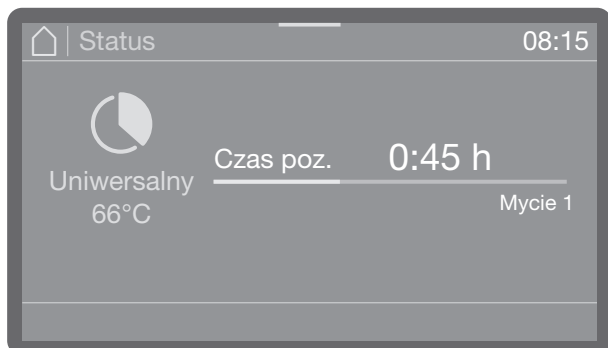 Status 08:15
Czas poz. 0:45 h
Uniwersalny
66°C
Mycie 1